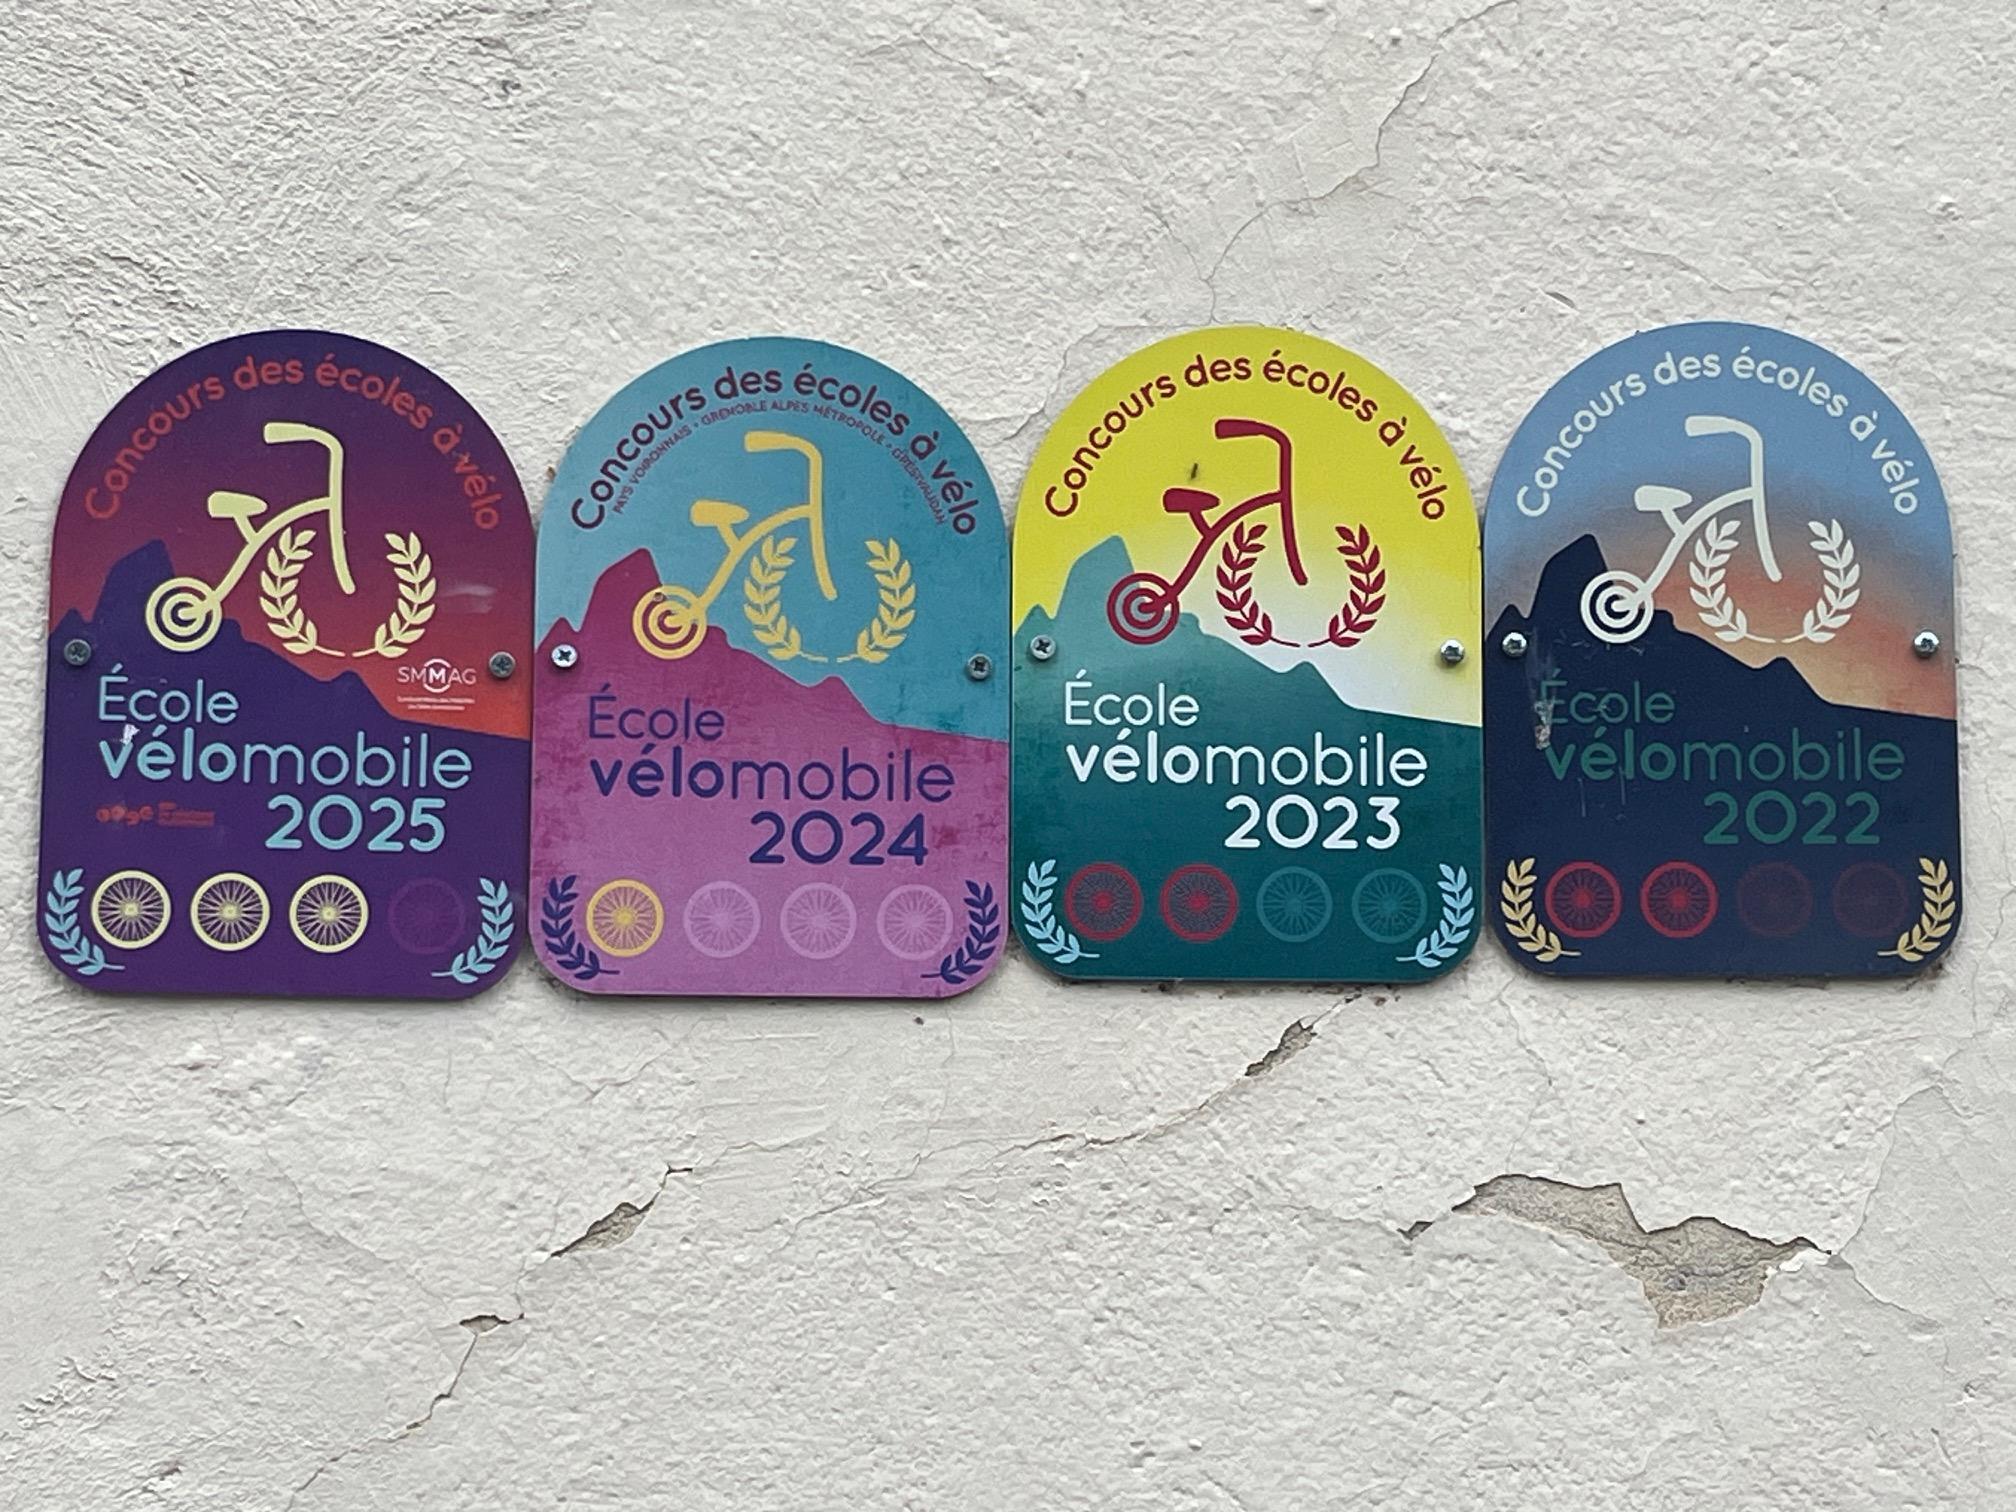 Concours des écoles à vélo
SMMAG
École
vélomobile
2025
Concours des écoles à vélo
PAYS VOIRONNAIS • GRENOBLE ALPES MÉTROPOLE • GRÉSIVAUDAN
École
vélomobile
2024
Concours des écoles à vélo
École
vélomobile
2023
Concours des écoles à vélo
École
vélomobile
2022